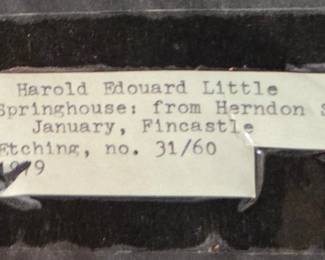 Harold Edouard Little
Springhouse: from Herndon S
January, Fincastle
Etching, no. 31/60